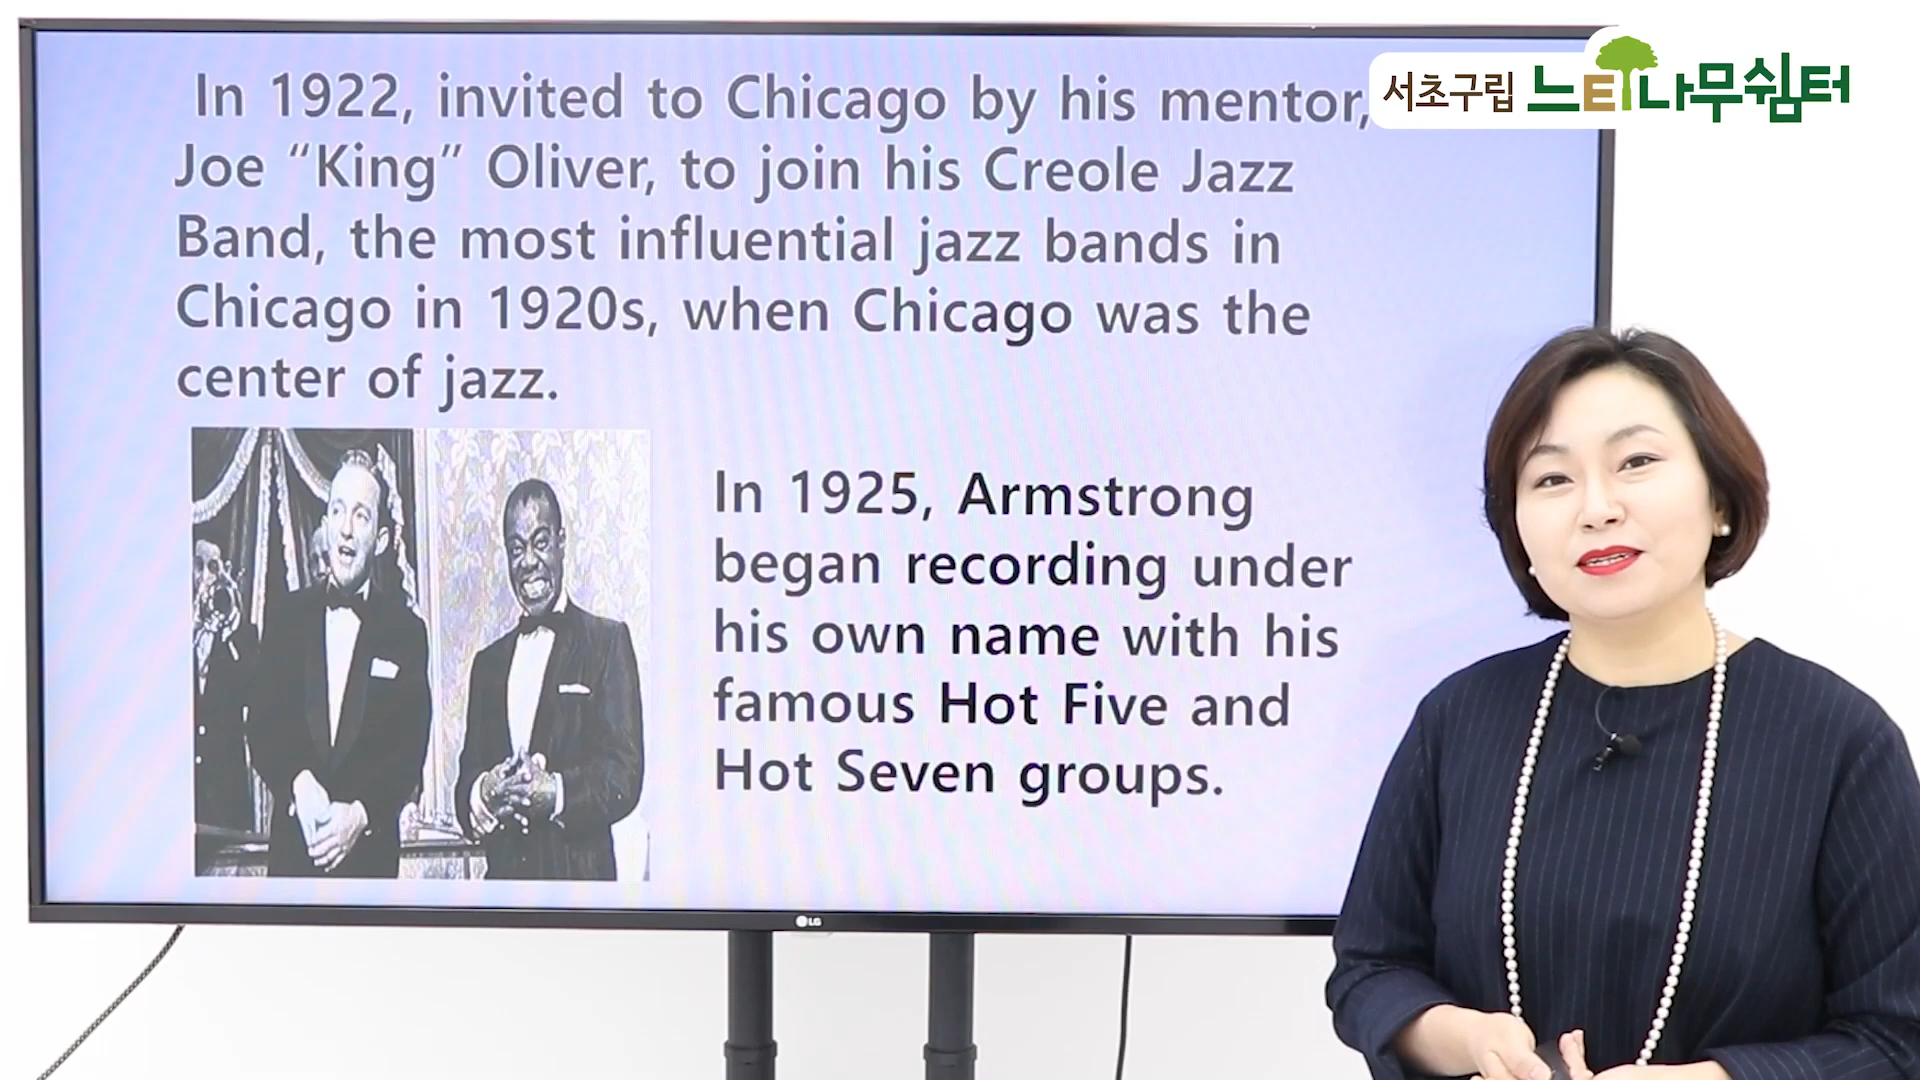 서초구립 느티나무쉼터
In 1922, invited to Chicago by his mentor,
Joe “King” Oliver, to join his Creole Jazz
Band, the most influential jazz bands in
Chicago in 1920s, when Chicago was the
center of jazz.
In 1925, Armstrong
began recording under
his own name with his
famous Hot Five and
Hot Seven groups.
LG